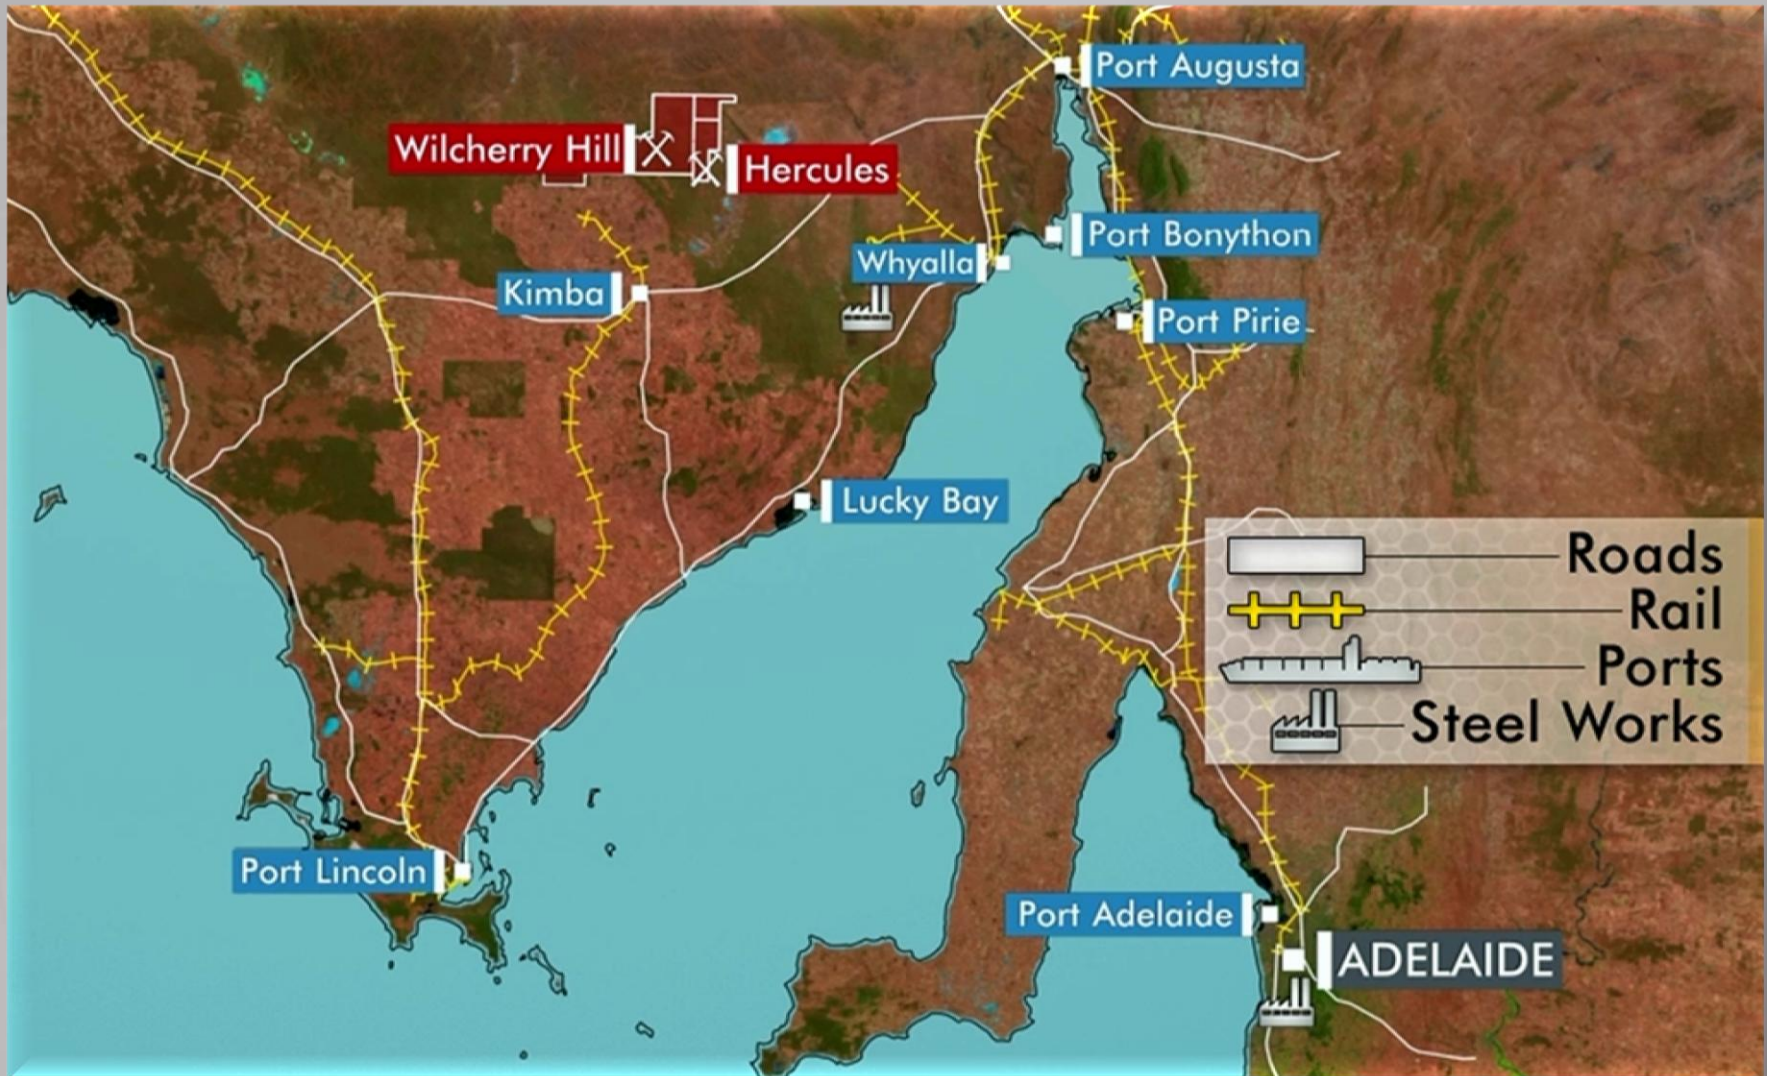 Port Augusta
Wilcherry Hill
Hercules
Port Bonython
Whyalla
Kimba
Port Pirie
Lucky Bay
Roads
Rail
Ports
Steel Works
Port Lincoln
Port Adelaide
ADELAIDE